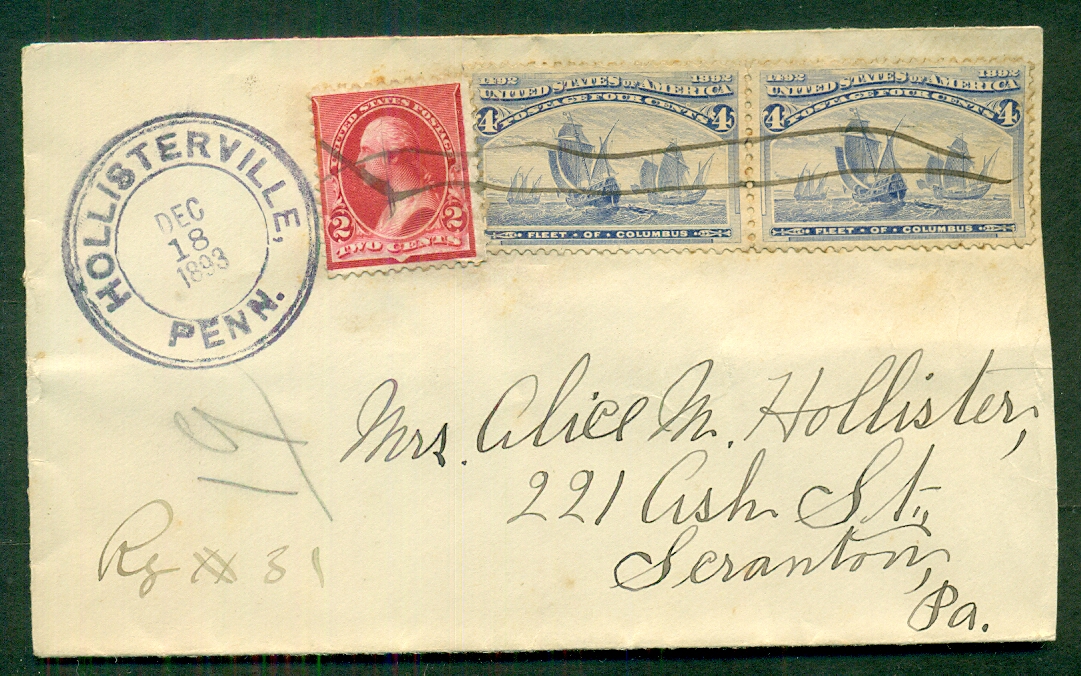 HOLLISTERVILLE,
DEC
18
1893
PENN.
UNITED STATES POSTAGE
2 2
TWO CENTS
1492 1892
UNITED STATES OF AMERICA
POSTAGE FOUR CENTS
4 4
FLEET · OF · COLUMBUS
1492 1892
UNITED STATES OF AMERICA
POSTAGE FOUR CENTS
4 4
FLEET · OF · COLUMBUS
Mrs. Alice M. Hollister,
221 Ash St.,
Scranton,
Pa.
Rg # 31